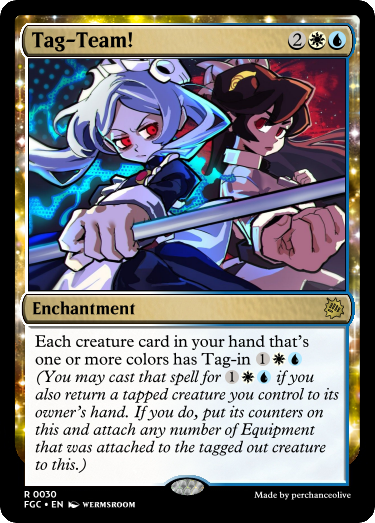 Tag-Team! 2
Enchantment
Each creature card in your hand that's
one or more colors has Tag-in 1
(You may cast that spell for 1 if you
also return a tapped creature you control to its
owner's hand. If you do, put its counters on
this and attach any number of Equipment
that was attached to the tagged out creature
to this.)
R 0030
FGC • EN WERMSROOM
Made by perchanceolive